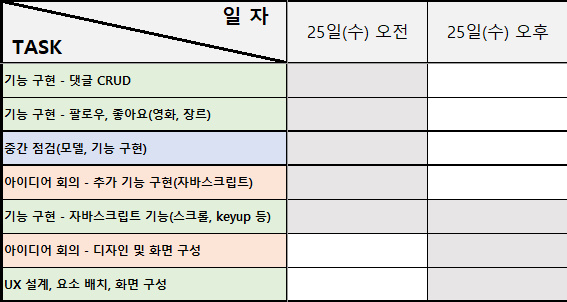 일 자
TASK
25일(수) 오전
25일(수) 오후
기능 구현 - 댓글 CRUD
기능 구현 - 팔로우, 좋아요(영화, 장르)
중간 점검(모델, 기능 구현)
아이디어 회의 - 추가 기능 구현(자바스크립트)
기능 구현 - 자바스크립트 기능(스크롤, keyup 등)
아이디어 회의 - 디자인 및 화면 구성
UX 설계, 요소 배치, 화면 구성